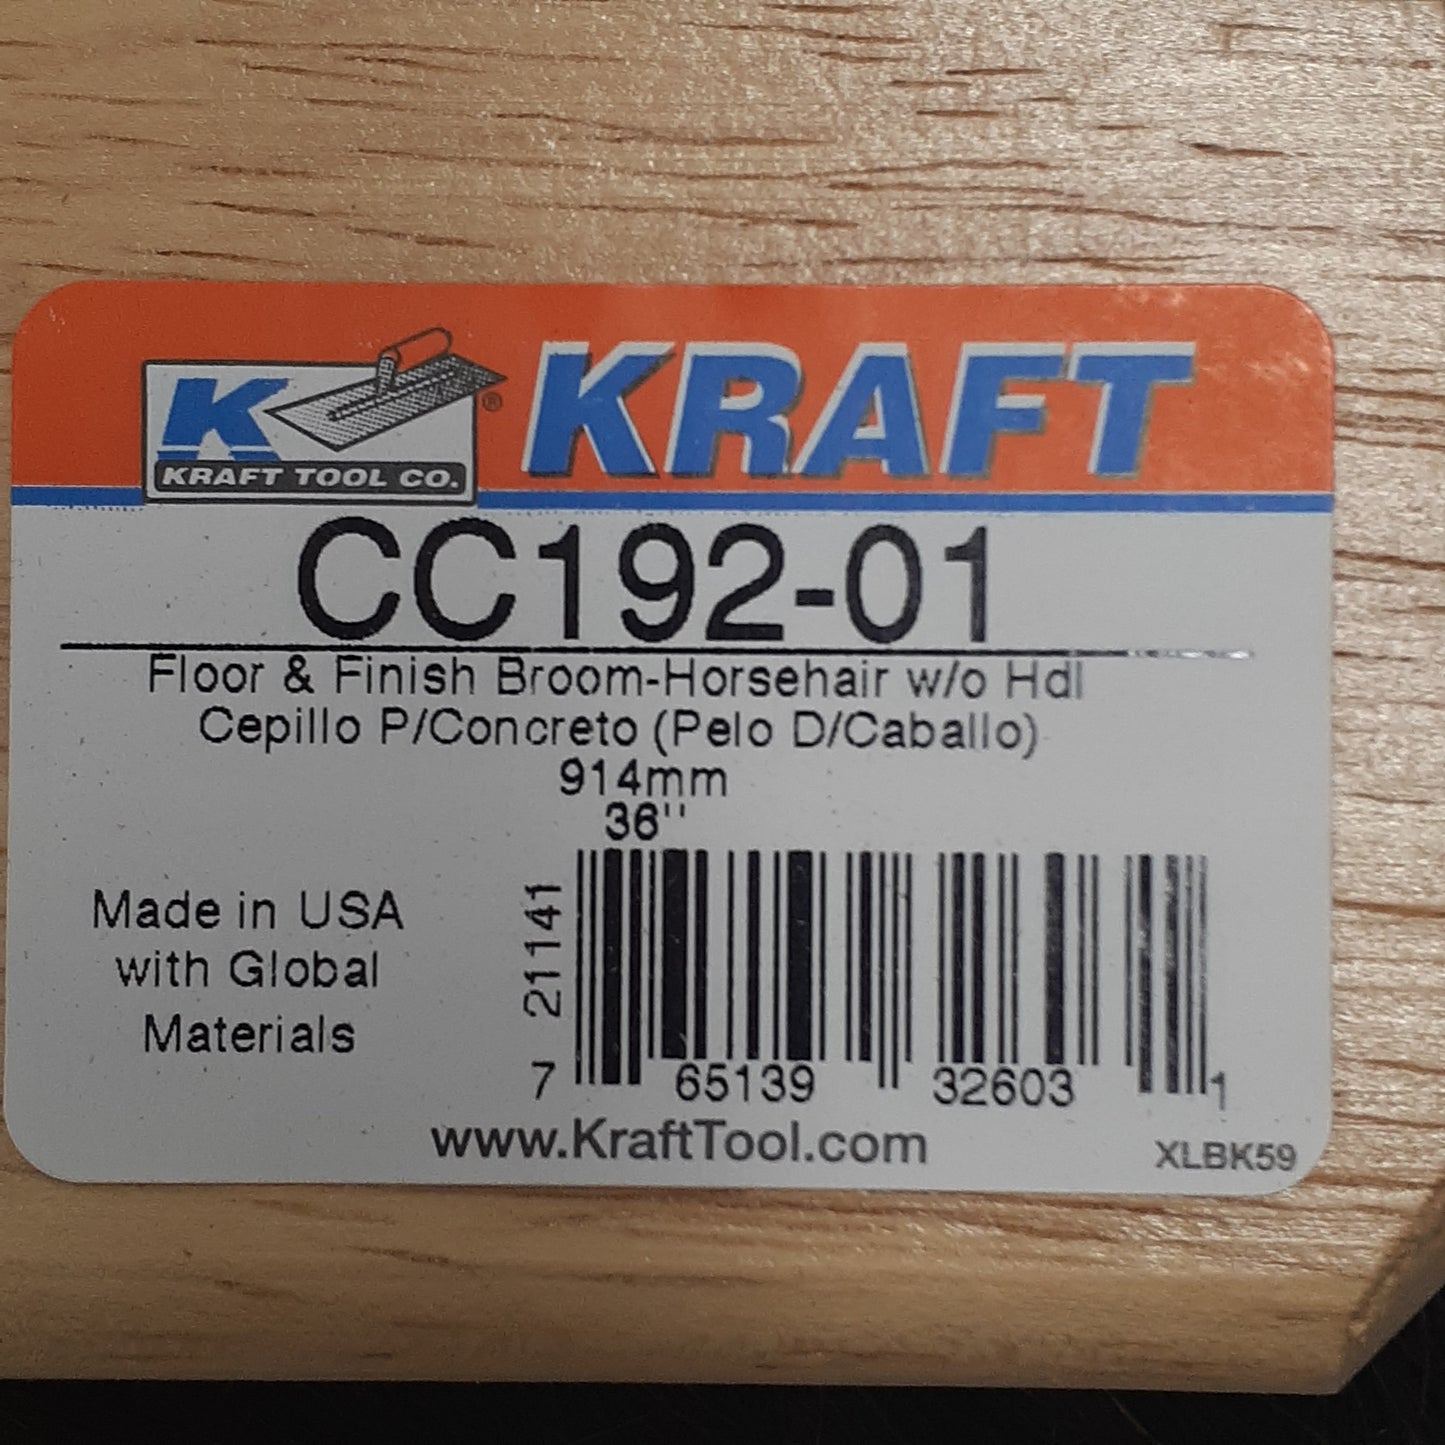 K ®
KRAFT TOOL CO.
KRAFT
CC192-01
Floor & Finish Broom-Horsehair w/o Hdl
Cepillo P/Concreto (Pelo D/Caballo)
914mm
36''
Made in USA
with Global
Materials
21141
7 65139 32603 1
www.KraftTool.com
XLBK59